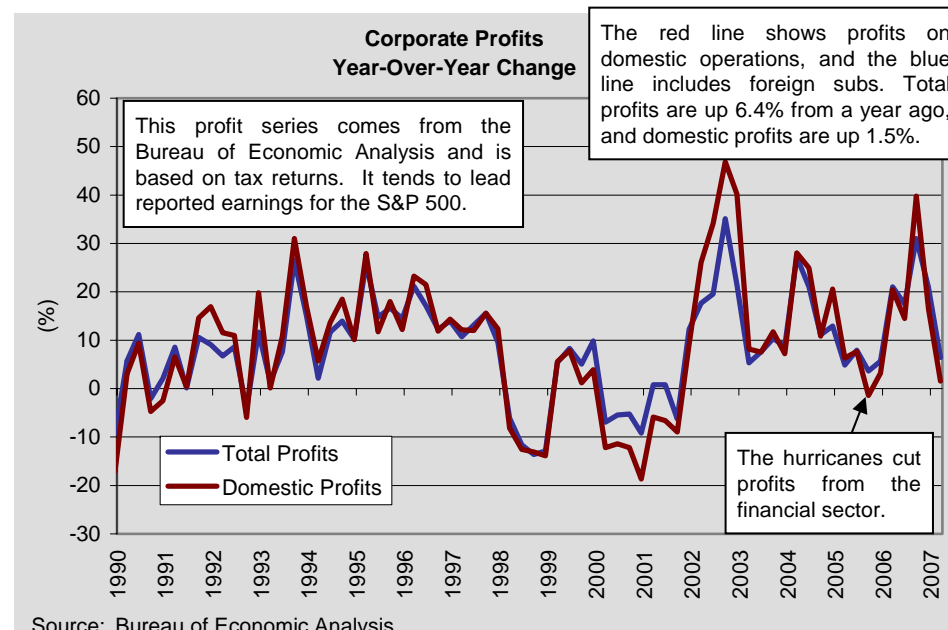 Corporate Profits
Year-Over-Year Change
The red line shows profits on
domestic operations, and the blue
line includes foreign subs. Total
profits are up 6.4% from a year ago,
and domestic profits are up 1.5%.
This profit series comes from the
Bureau of Economic Analysis and is
based on tax returns. It tends to lead
reported earnings for the S&P 500.
(%)
60
50
40
30
20
10
0
-10
-20
-30
Total Profits
Domestic Profits
The hurricanes cut
profits from the
financial sector.
1990
1991
1992
1993
1994
1995
1996
1997
1998
1999
2000
2001
2002
2003
2004
2005
2006
2007
Source: Bureau of Economic Analysis